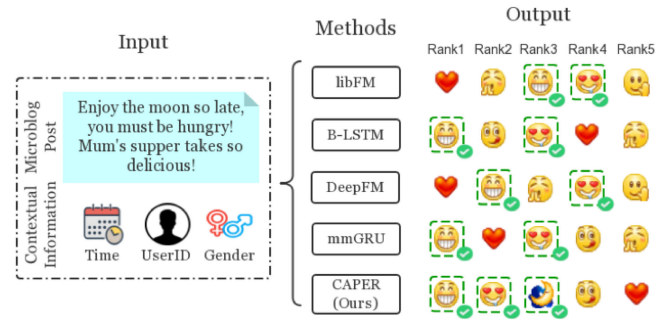 Input
Methods
Output
Rank1 Rank2 Rank3 Rank4 Rank5
Microblog
Post
Enjoy the moon so late,
you must be hungry!
Mum's supper takes so
delicious!
Contextual
Information
Time UserID Gender
libFM
B-LSTM
DeepFM
mmGRU
CAPER
(Ours)